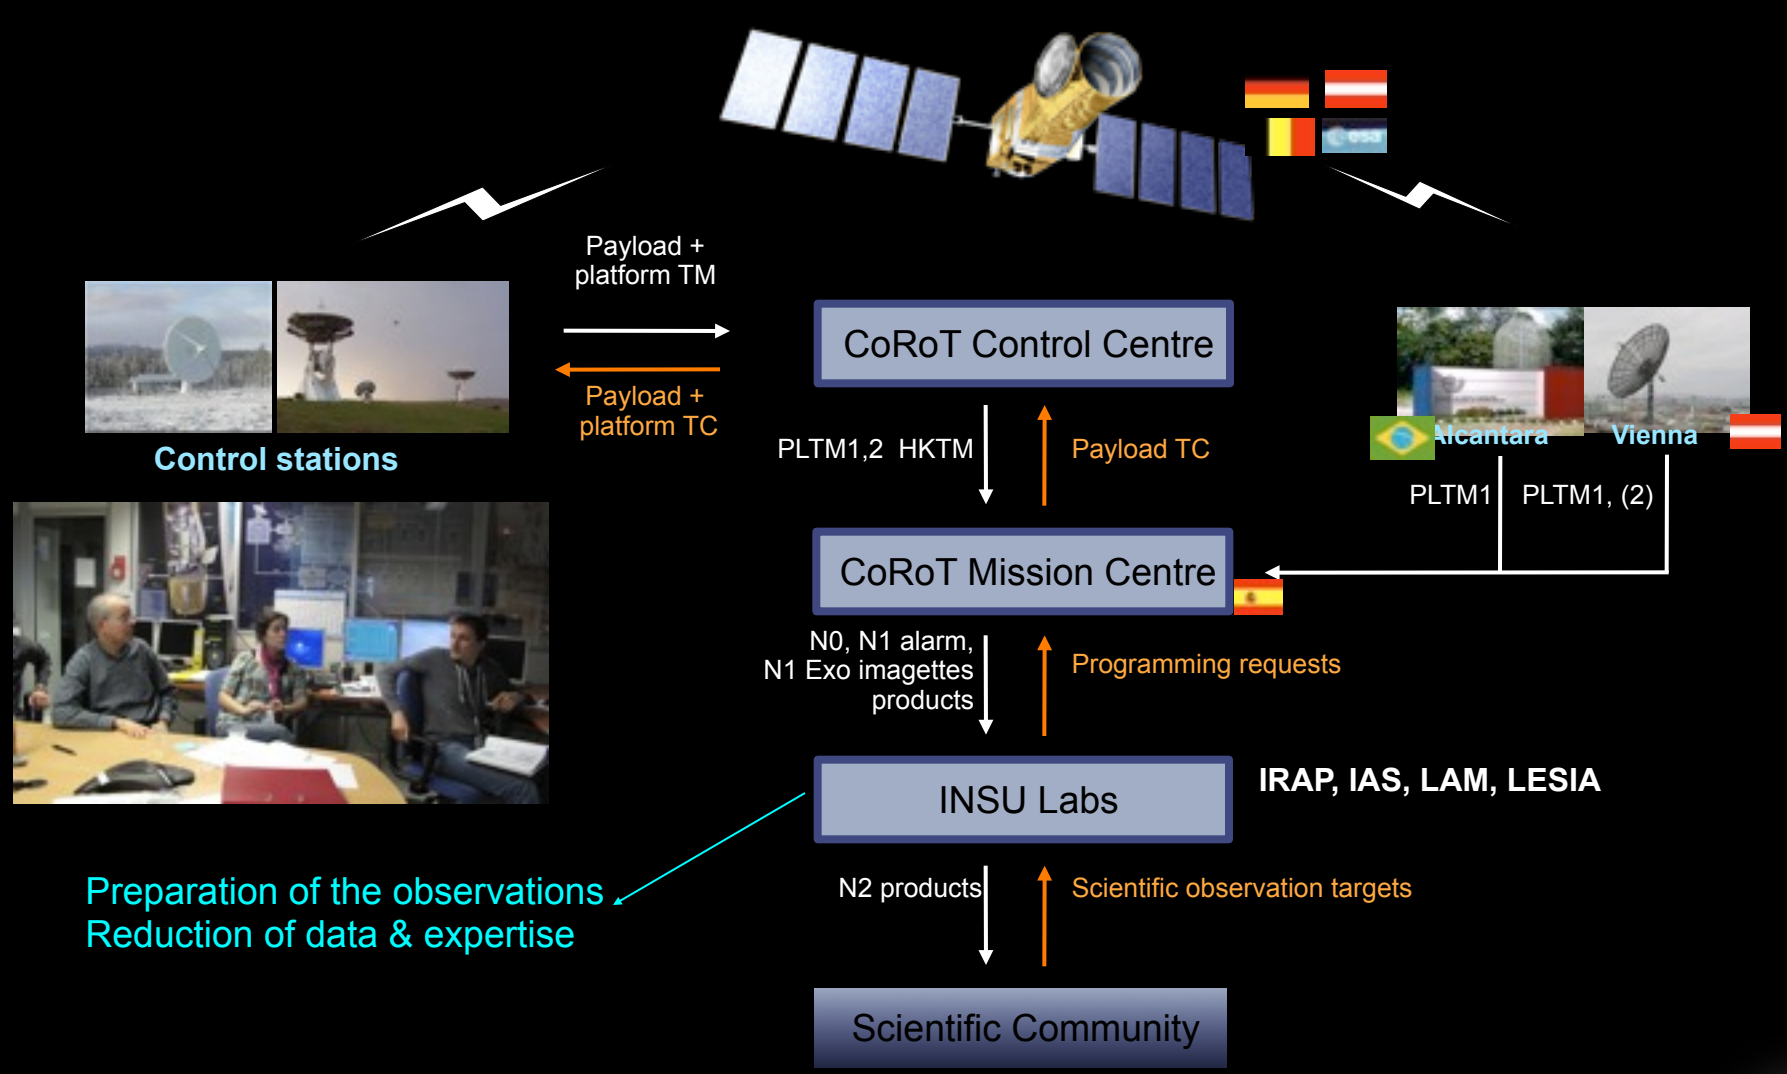 esa
Payload +
platform TM
Payload +
platform TC
Control stations
CoRoT Control Centre
Alcantara
Vienna
PLTM1,2 HKTM
Payload TC
PLTM1
PLTM1, (2)
CoRoT Mission Centre
N0, N1 alarm,
N1 Exo imagettes
products
Programming requests
INSU Labs
IRAP, IAS, LAM, LESIA
Preparation of the observations
Reduction of data & expertise
N2 products
Scientific observation targets
Scientific Community